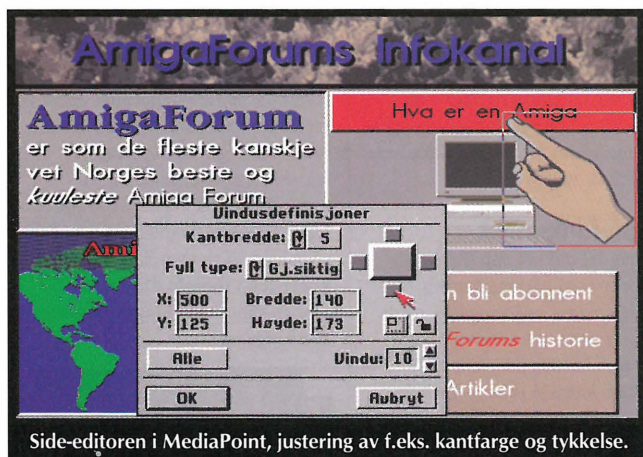 AmigaForums Infokanal
AmigaForum
er som de fleste kanskje
vet Norges beste og
kuuleste Amiga Forum
Hva er en Amiga
Ami
Vindusdefinisjoner
Kantbredde: 5
Fyll type: Gj.siktig
X: 500 Bredde: 140
Y: 125 Høyde: 173
Alle Vindu: 10
OK Avbryt
n bli abonnent
Forums historie
Artikler
Side-editoren i MediaPoint, justering av f.eks. kantfarge og tykkelse.